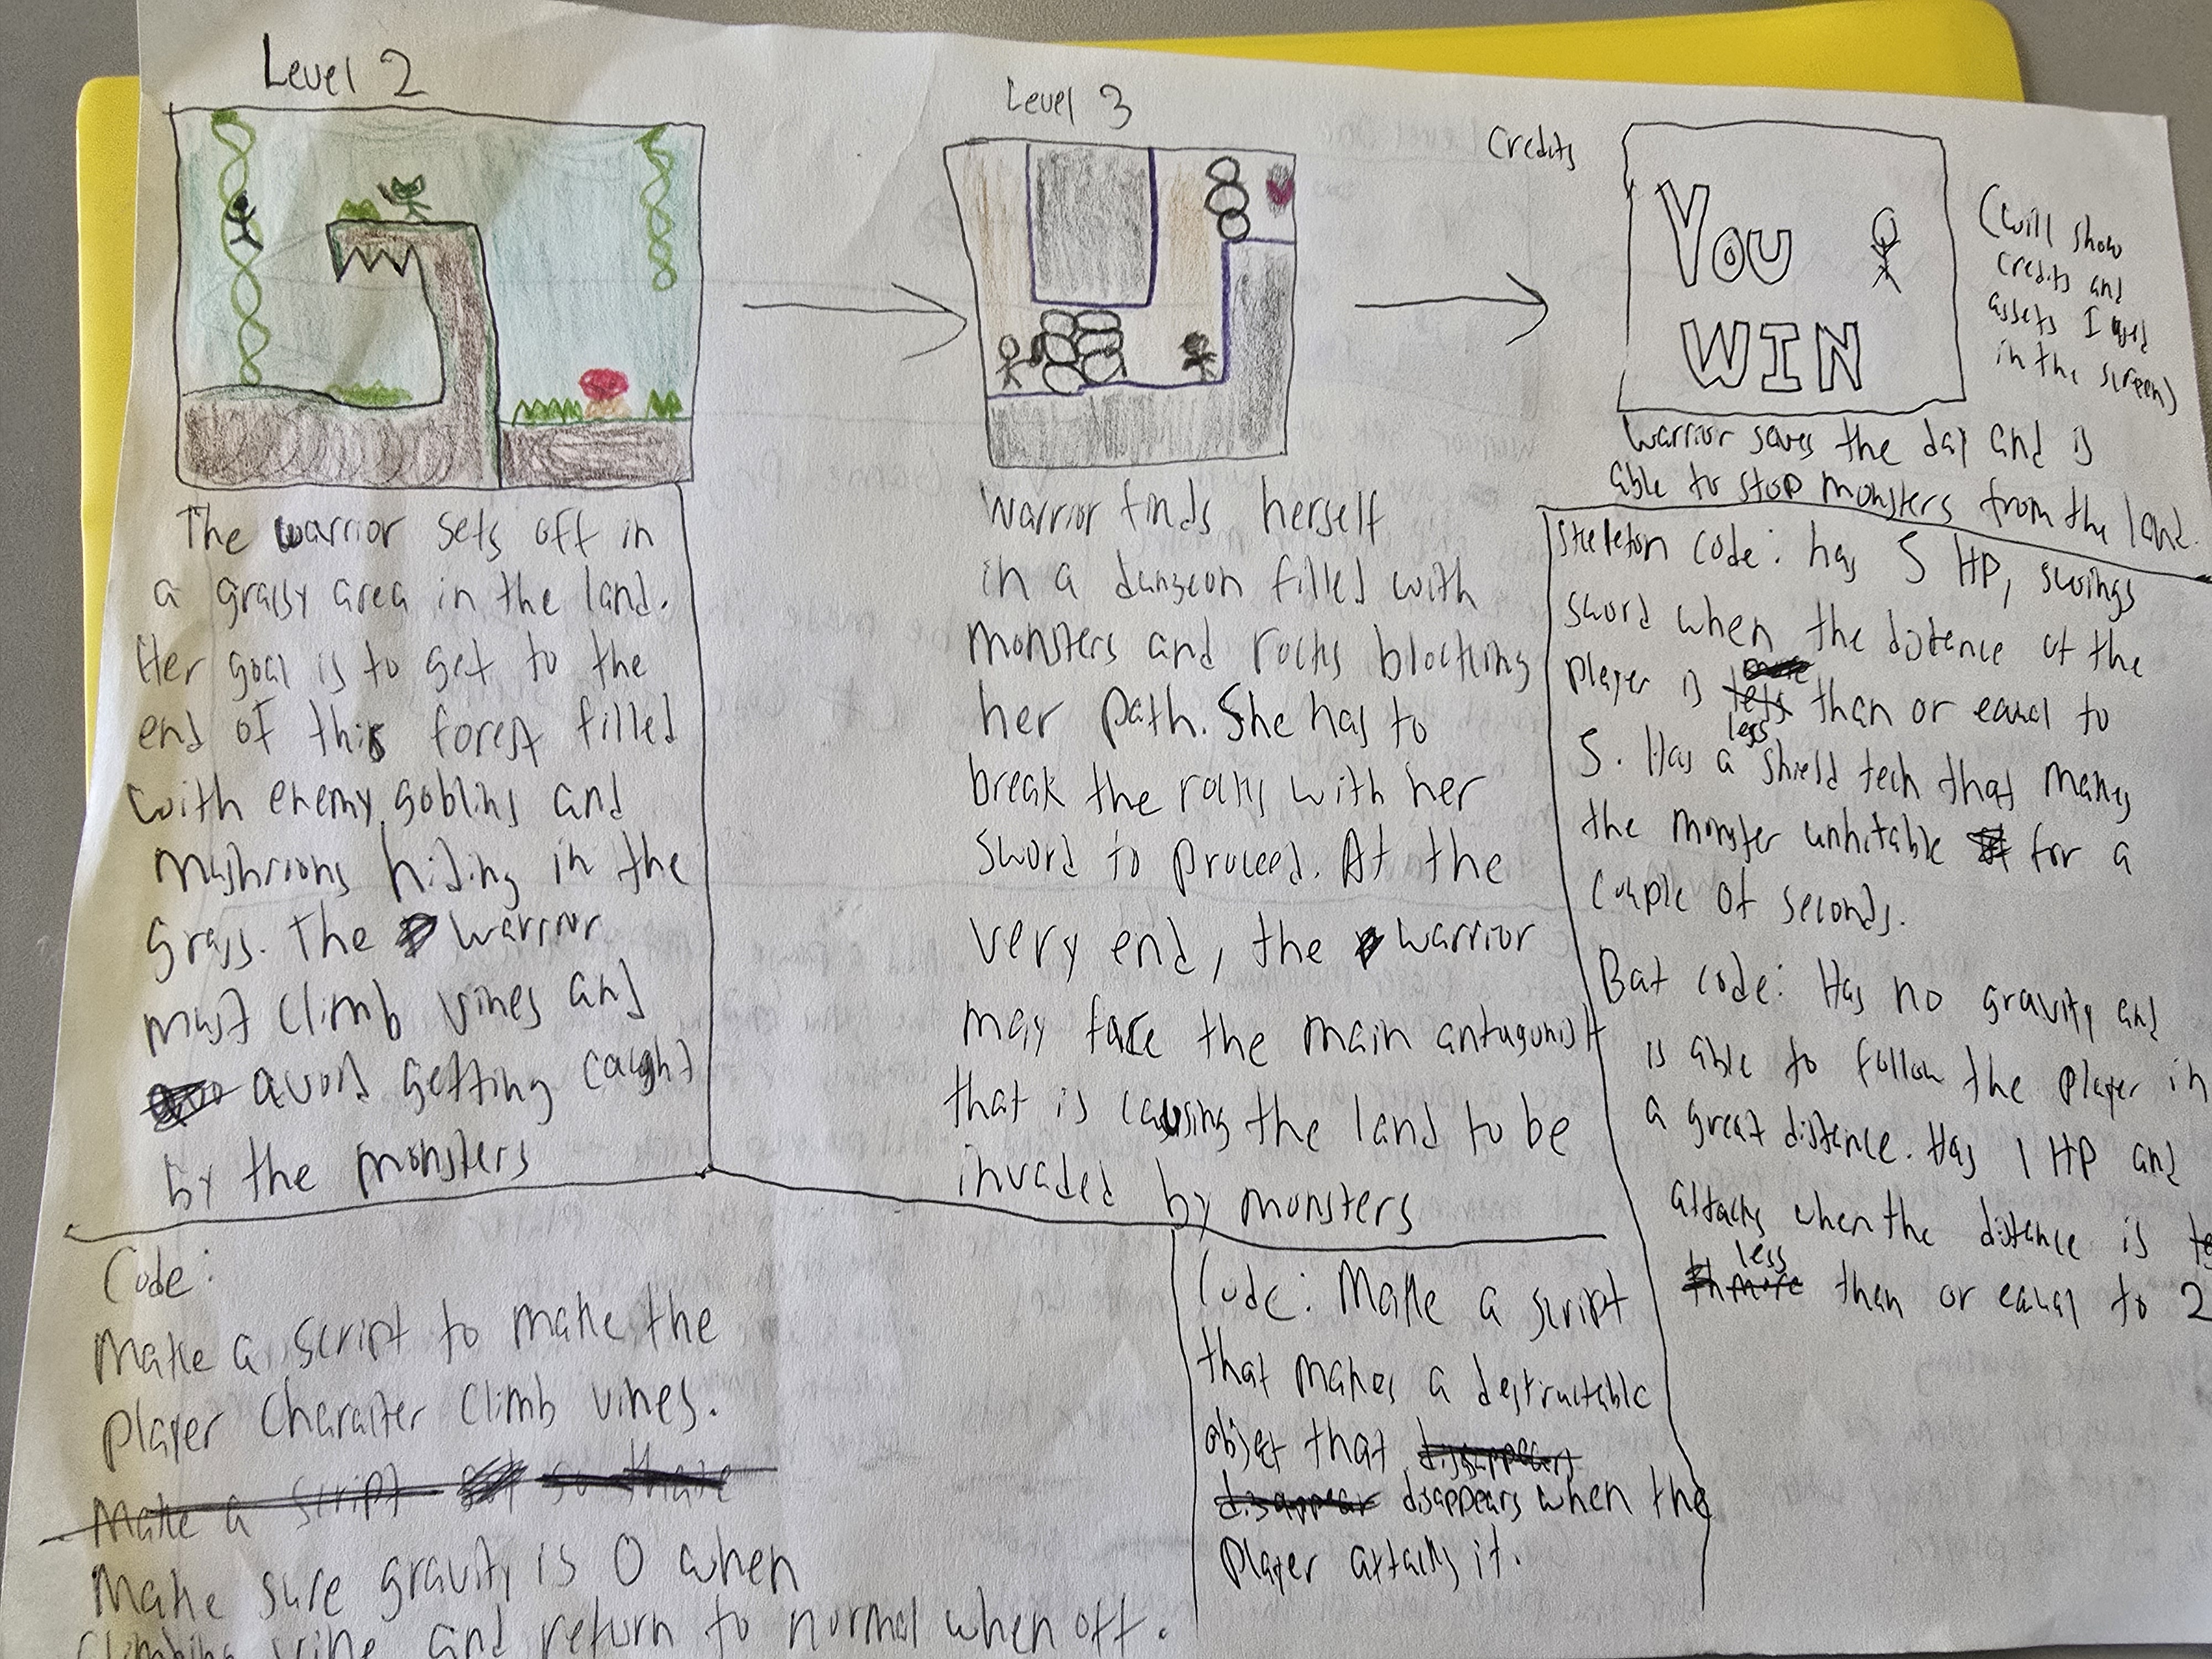 Level 2
The warrior sets off in
a grassy area in the land.
Her goal is to get to the
end of this forest filled
with enemy goblins and
mushrooms hiding in the
grass. The warrior
must climb vines and
avoid getting caught
by the monsters
Code:
Make a script to make the
player charaiter climb vines.
Make a script
Make sure gravity is 0 when
climbing vine and return to normal when off.
Level 3
warrior finds herself
in a dungeon filled with
monsters and rocks blocking
her path. She has to
break the rocks with her
sword to proceed. At the
very end, the warrior
may face the main antagonist
that is causing the land to be
invaded by monsters
Code: Make a script
that makes a destructable
object that
disappears when the
player attacks it.
Credits
YOU
WIN
(will show
credits and
assets I used
in the screen)
warrior saves the day and is
able to stop monsters from the land.
Skeleton code: has 5 HP, swings
sword when the distence of the
player is less than or equal to
5. Has a shield tech that makes
the monster unhitable for a
couple of seconds.
Bat code: Has no gravity and
is able to follow the player in
a great distence. Has 1 HP and
attacks when the distence is
less than or equal to 2